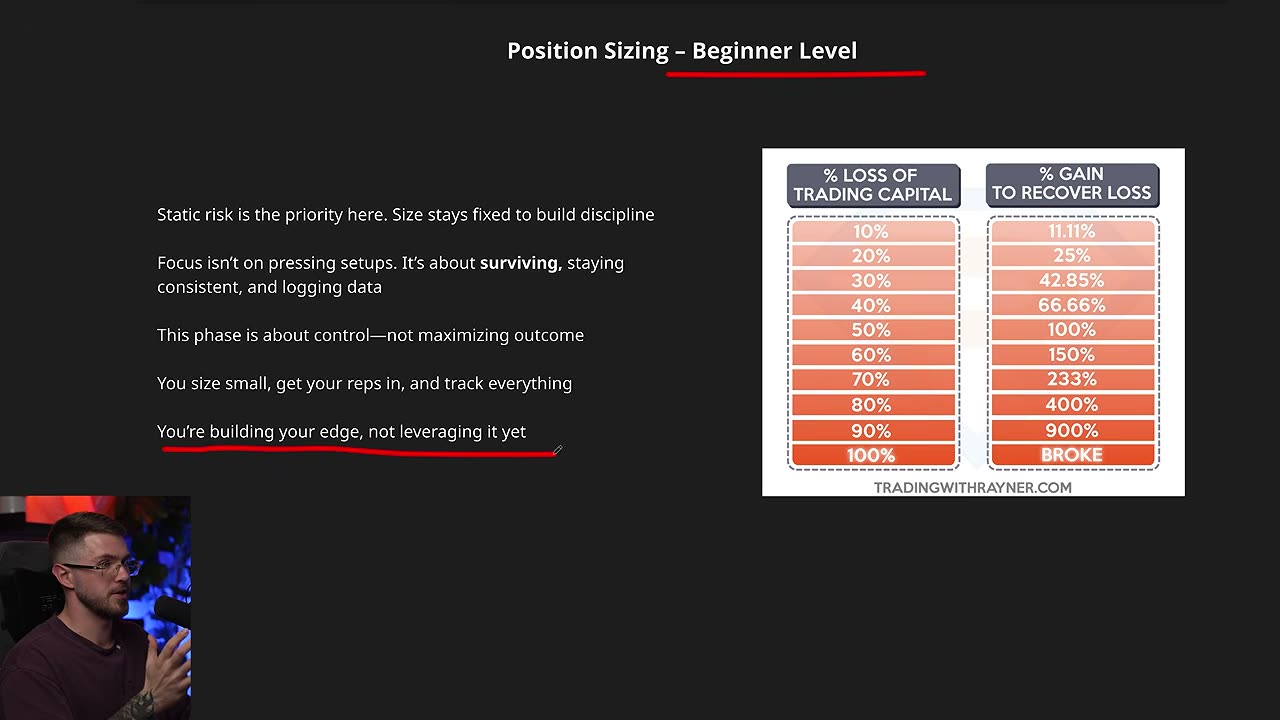 Position Sizing – Beginner Level
Static risk is the priority here. Size stays fixed to build discipline
Focus isn't on pressing setups. It's about surviving, staying
consistent, and logging data
This phase is about control—not maximizing outcome
You size small, get your reps in, and track everything
You're building your edge, not leveraging it yet
% LOSS OF
TRADING CAPITAL
% GAIN
TO RECOVER LOSS
10% 11.11%
20% 25%
30% 42.85%
40% 66.66%
50% 100%
60% 150%
70% 233%
80% 400%
90% 900%
100% BROKE
TRADINGWITHRAYNER.COM